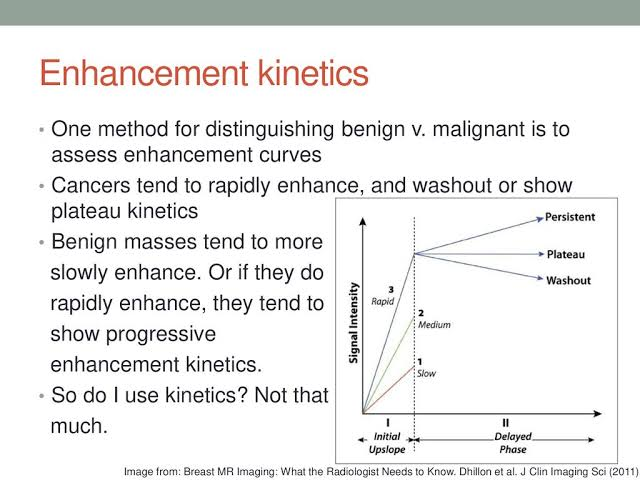 Enhancement kinetics
• One method for distinguishing benign v. malignant is to
assess enhancement curves
• Cancers tend to rapidly enhance, and washout or show
plateau kinetics
• Benign masses tend to more
slowly enhance. Or if they do
rapidly enhance, they tend to
show progressive
enhancement kinetics.
• So do I use kinetics? Not that
much.
Signal Intensity
Persistent
Plateau
Washout
3
Rapid
2
Medium
1
Slow
I
Initial
Upslope
II
Delayed
Phase
Image from: Breast MR Imaging: What the Radiologist Needs to Know. Dhillon et al. J Clin Imaging Sci (2011)